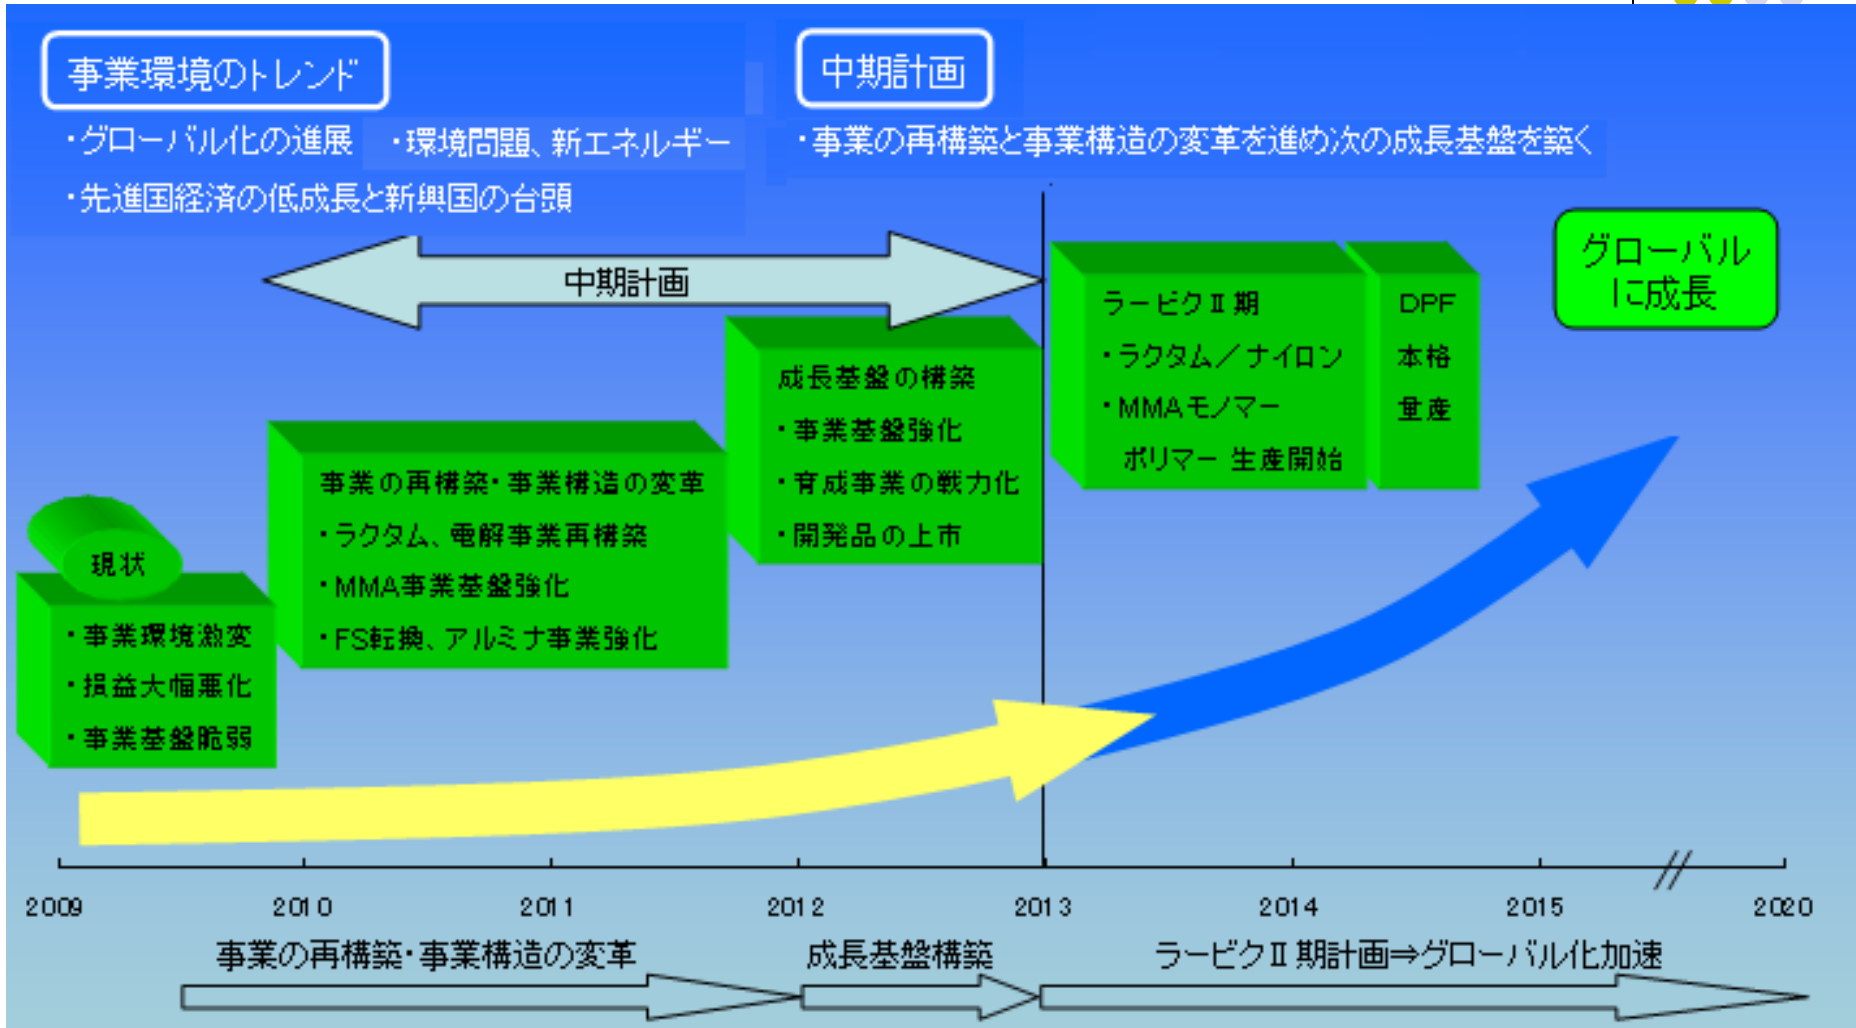 事業環境のトレンド
・グローバル化の進展　・環境問題、新エネルギー
・先進国経済の低成長と新興国の台頭
中期計画
・事業の再構築と事業構造の変革を進め次の成長基盤を築く
中期計画
グローバル
に成長
現状
・事業環境激変
・損益大幅悪化
・事業基盤脆弱
事業の再構築・事業構造の変革
・ラクタム、電解事業再構築
・MMA事業基盤強化
・FS転換、アルミナ事業強化
成長基盤の構築
・事業基盤強化
・育成事業の戦力化
・開発品の上市
ラービクⅡ期
・ラクタム／ナイロン
・MMAモノマー
ポリマー 生産開始
DPF
本格
量産
2009 2010 2011 2012 2013 2014 2015 2020
事業の再構築・事業構造の変革
成長基盤構築
ラービクⅡ期計画⇒グローバル化加速